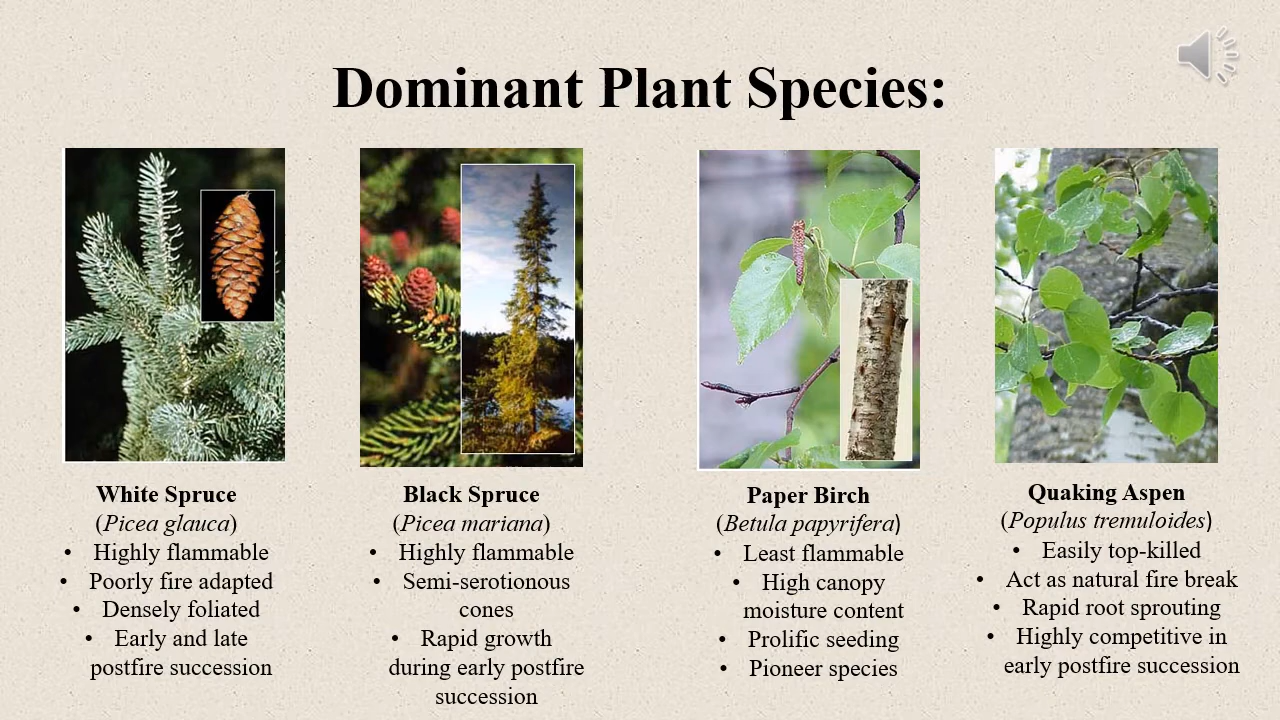 Dominant Plant Species:
White Spruce
(Picea glauca)
• Highly flammable
• Poorly fire adapted
• Densely foliated
• Early and late
postfire succession
Black Spruce
(Picea mariana)
• Highly flammable
• Semi-serotionous
cones
• Rapid growth
during early postfire
succession
Paper Birch
(Betula papyrifera)
• Least flammable
• High canopy
moisture content
• Prolific seeding
• Pioneer species
Quaking Aspen
(Populus tremuloides)
• Easily top-killed
• Act as natural fire break
• Rapid root sprouting
• Highly competitive in
early postfire succession